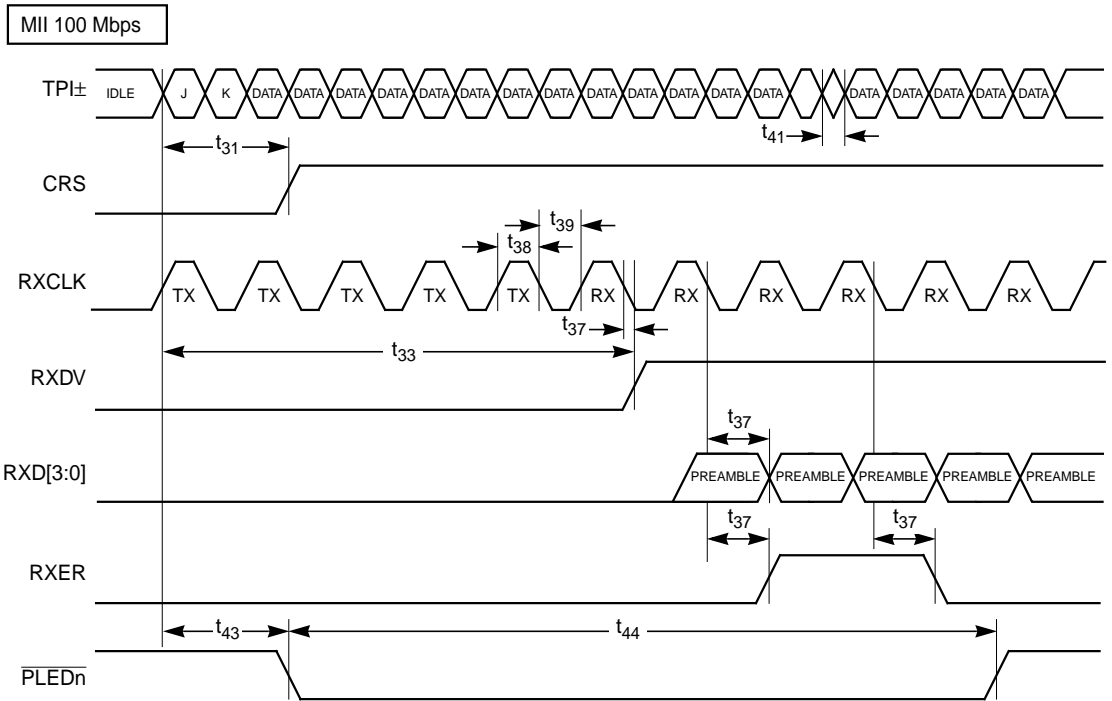 MII 100 Mbps
TPI± IDLE J K DATA DATA DATA DATA DATA DATA DATA DATA DATA DATA DATA DATA DATA DATA DATA DATA DATA DATA
t31 t41
CRS
t39
t38
RXCLK TX TX TX TX TX RX RX RX RX RX RX
t37
t33
RXDV
t37
RXD[3:0] PREAMBLE PREAMBLE PREAMBLE PREAMBLE PREAMBLE
t37 t37
RXER
t43 t44
PLEDn